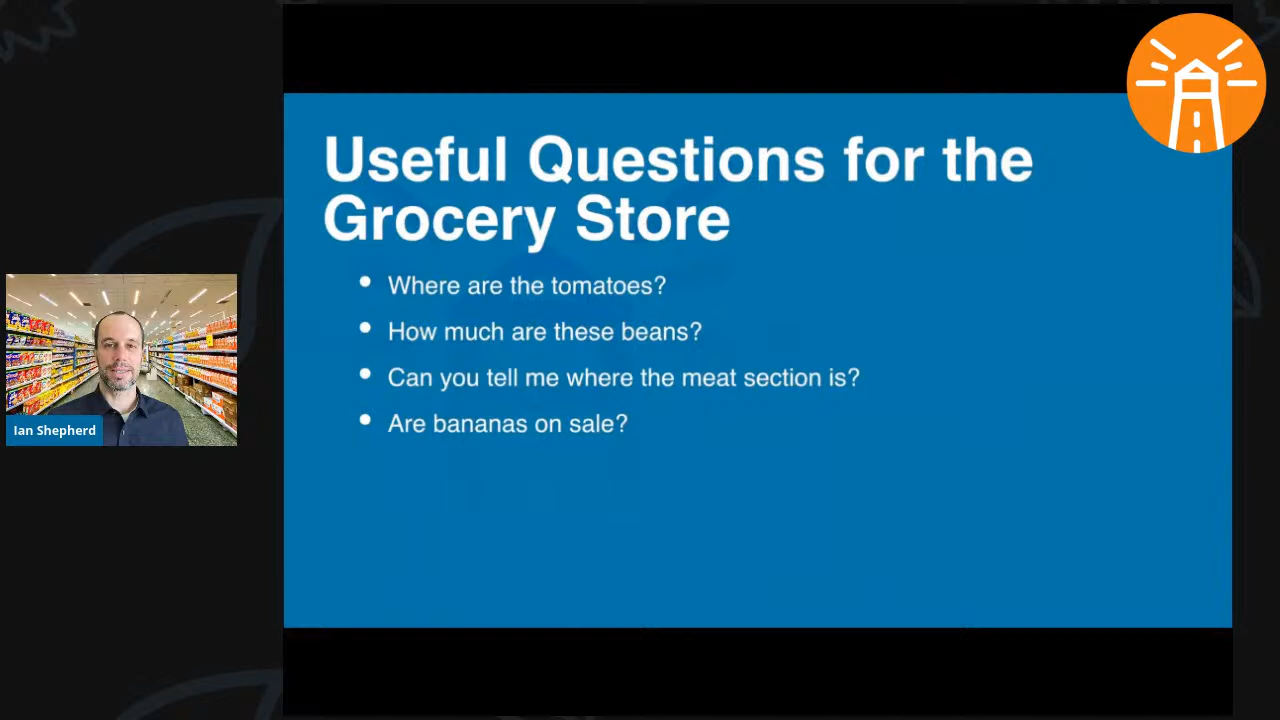 Useful Questions for the
Grocery Store
• Where are the tomatoes?
• How much are these beans?
• Can you tell me where the meat section is?
• Are bananas on sale?
Ian Shepherd